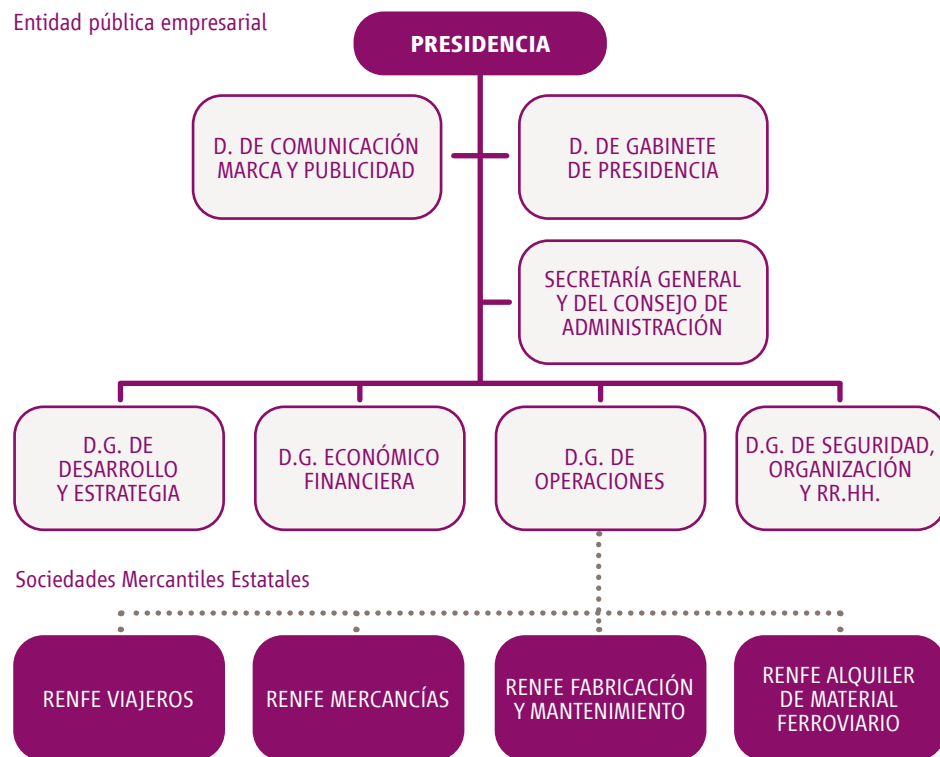 Entidad pública empresarial
PRESIDENCIA
D. DE COMUNICACIÓN
MARCA Y PUBLICIDAD
D. DE GABINETE
DE PRESIDENCIA
SECRETARÍA GENERAL
Y DEL CONSEJO DE
ADMINISTRACIÓN
D.G. DE
DESARROLLO
Y ESTRATEGIA
D.G. ECONÓMICO
FINANCIERA
D.G. DE
OPERACIONES
D.G. DE SEGURIDAD,
ORGANIZACIÓN
Y RR.HH.
Sociedades Mercantiles Estatales
RENFE VIAJEROS
RENFE MERCANCÍAS
RENFE FABRICACIÓN
Y MANTENIMIENTO
RENFE ALQUILER
DE MATERIAL
FERROVIARIO